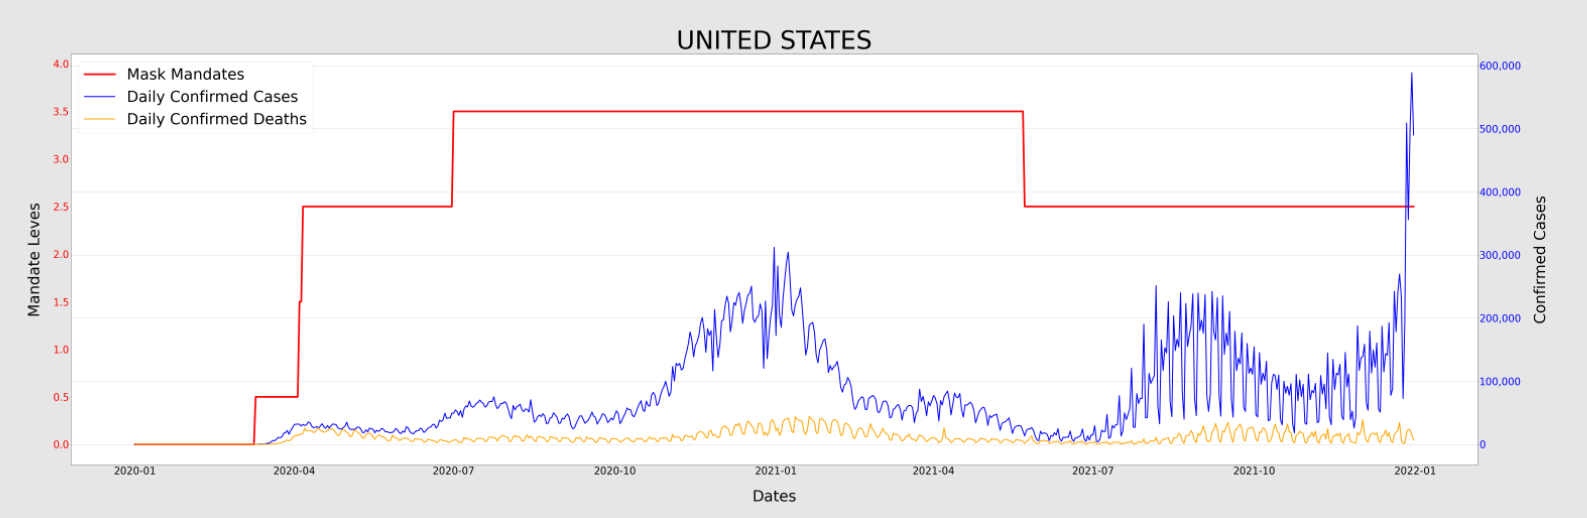 UNITED STATES
Mask Mandates
Daily Confirmed Cases
Daily Confirmed Deaths
Mandate Leves
4.0
3.5
3.0
2.5
2.0
1.5
1.0
0.5
0.0
600,000
500,000
400,000
300,000
200,000
100,000
0
Confirmed Cases
2020-01 2020-04 2020-07 2020-10 2021-01 2021-04 2021-07 2021-10 2022-01
Dates